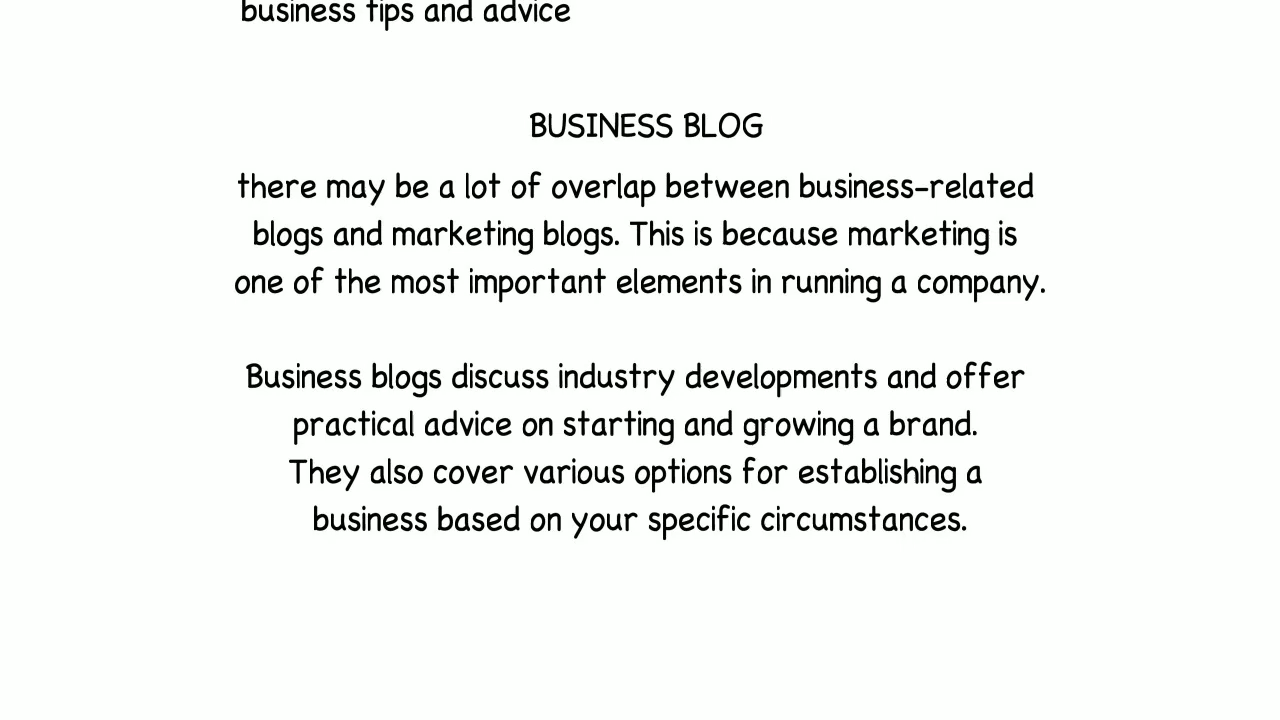 business tips and advice
BUSINESS BLOG
there may be a lot of overlap between business-related
blogs and marketing blogs. This is because marketing is
one of the most important elements in running a company.
Business blogs discuss industry developments and offer
practical advice on starting and growing a brand.
They also cover various options for establishing a
business based on your specific circumstances.